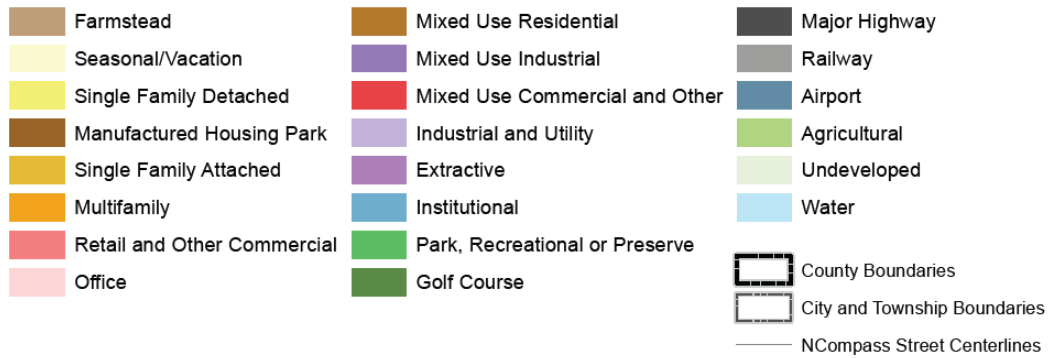 Farmstead
Seasonal/Vacation
Single Family Detached
Manufactured Housing Park
Single Family Attached
Multifamily
Retail and Other Commercial
Office
Mixed Use Residential
Mixed Use Industrial
Mixed Use Commercial and Other
Industrial and Utility
Extractive
Institutional
Park, Recreational or Preserve
Golf Course
Major Highway
Railway
Airport
Agricultural
Undeveloped
Water
County Boundaries
City and Township Boundaries
NCompass Street Centerlines